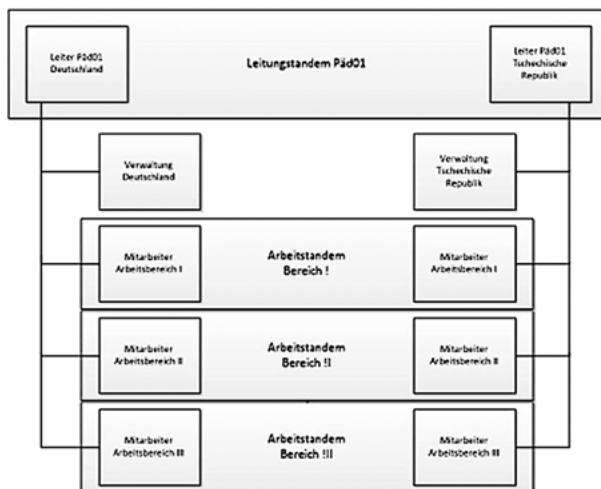 Leiter Päd01
Deutschland
Leitungstandem Päd01
Leiter Päd01
Tschechische
Republik
Verwaltung
Deutschland
Verwaltung
Tschechische
Republik
Mitarbeiter
Arbeitsbereich I
Arbeitstandem
Bereich !
Mitarbeiter
Arbeitsbereich I
Mitarbeiter
Arbeitsbereich II
Arbeitstandem
Bereich !I
Mitarbeiter
Arbeitsbereich II
Mitarbeiter
Arbeitsbereich III
Arbeitstandem
Bereich !II
Mitarbeiter
Arbeitsbereich III